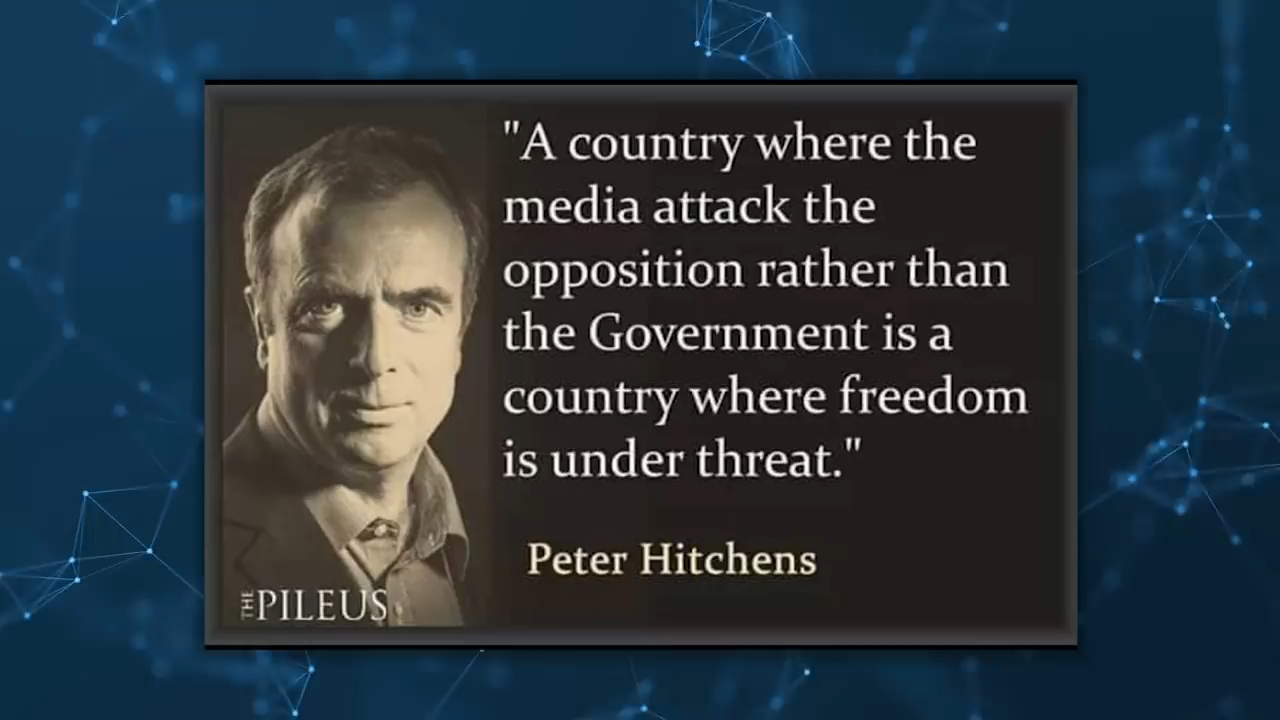 "A country where the
media attack the
opposition rather than
the Government is a
country where freedom
is under threat."
Peter Hitchens
THE PILEUS